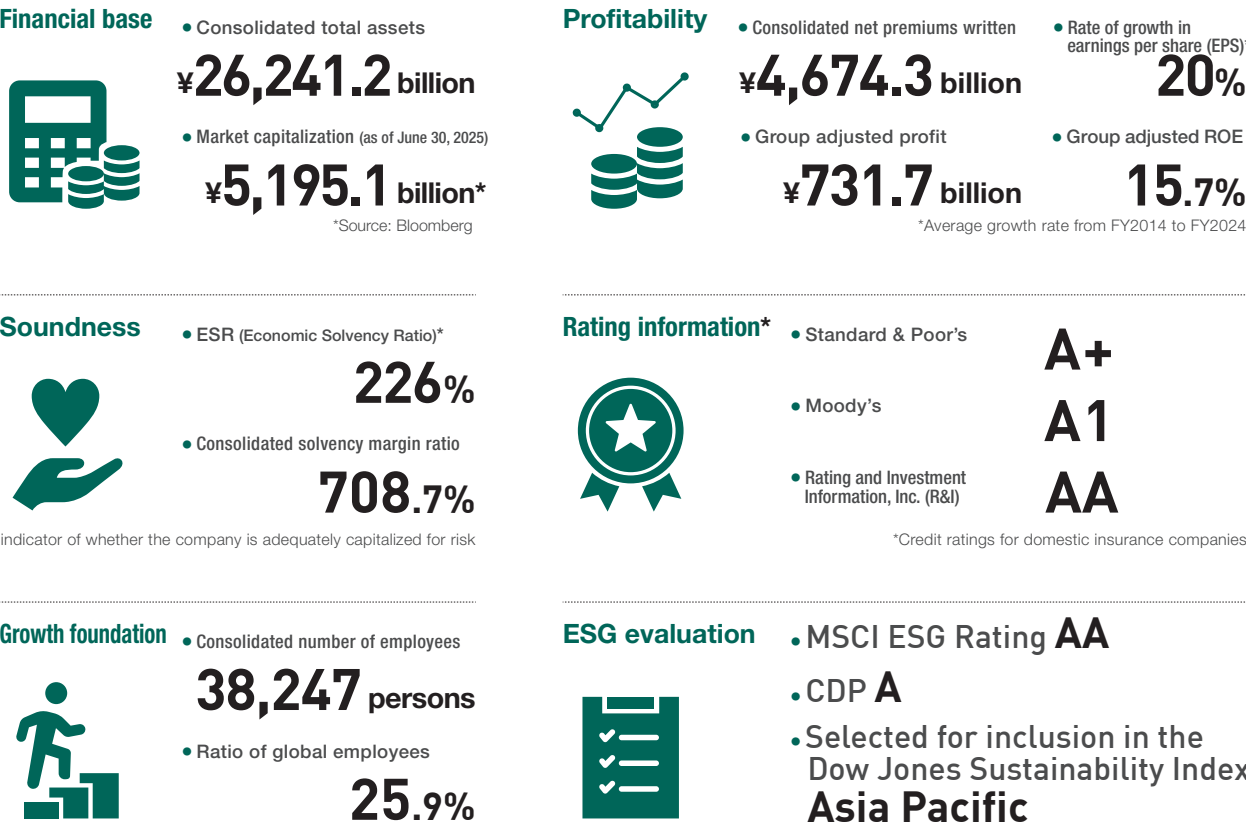 Financial base
• Consolidated total assets
¥26,241.2 billion
• Market capitalization (as of June 30, 2025)
¥5,195.1 billion*
*Source: Bloomberg
Profitability
• Consolidated net premiums written
¥4,674.3 billion
• Rate of growth in
earnings per share (EPS)*
20%
• Group adjusted profit
¥731.7 billion
• Group adjusted ROE
15.7%
*Average growth rate from FY2014 to FY2024
Soundness
• ESR (Economic Solvency Ratio)*
226%
• Consolidated solvency margin ratio
708.7%
indicator of whether the company is adequately capitalized for risk
Rating information*
• Standard & Poor's
A+
• Moody's
A1
• Rating and Investment
Information, Inc. (R&I)
AA
*Credit ratings for domestic insurance companies
Growth foundation
• Consolidated number of employees
38,247 persons
• Ratio of global employees
25.9%
ESG evaluation
• MSCI ESG Rating AA
• CDP A
• Selected for inclusion in the
Dow Jones Sustainability Index
Asia Pacific